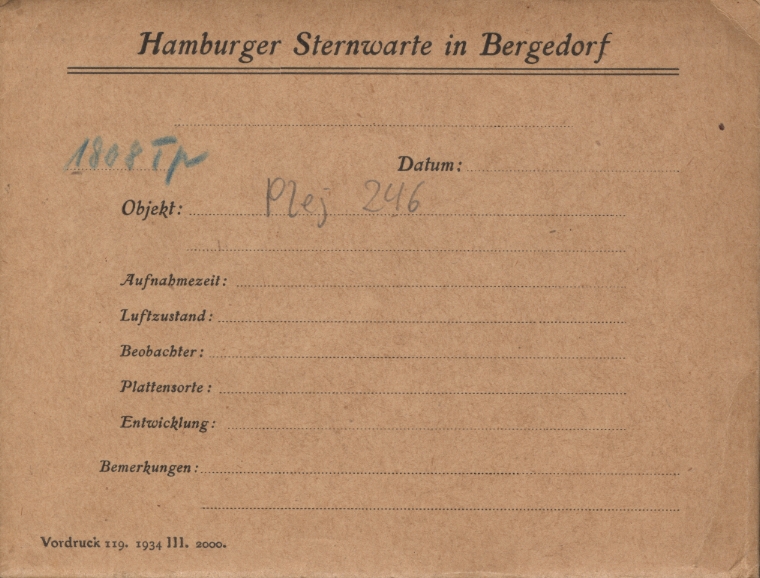 Hamburger Sternwarte in Bergedorf
1808 Tp
Datum:
Objekt: Plej 246
Aufnahmezeit:
Luftzustand:
Beobachter:
Plattensorte:
Entwicklung:
Bemerkungen:
Vordruck 119. 1934 III. 2000.